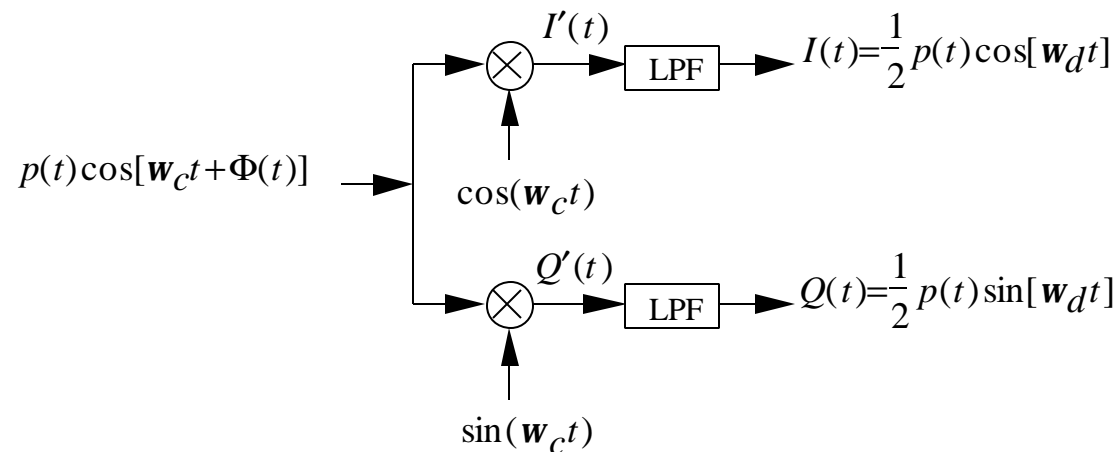 I′(t)
LPF
I(t)=1/2 p(t)cos[w_d t]
p(t)cos[w_c t+Φ(t)]
cos(w_c t)
Q′(t)
LPF
Q(t)=1/2 p(t)sin[w_d t]
sin(w_c t)